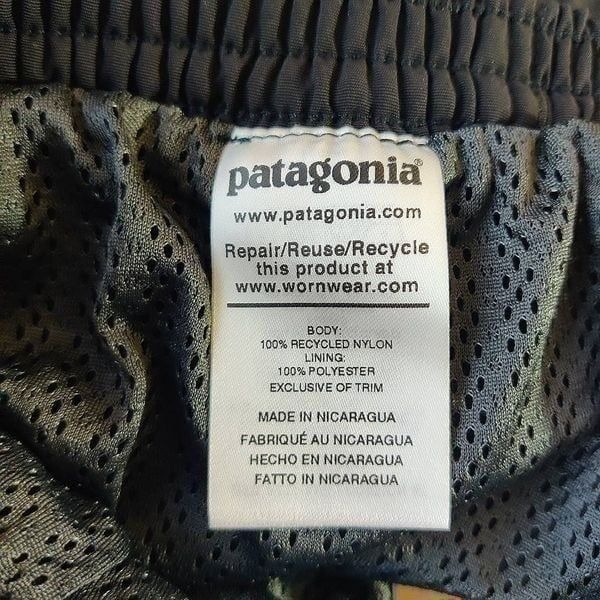 patagonia®
www.patagonia.com
Repair/Reuse/Recycle
this product at
www.wornwear.com
BODY:
100% RECYCLED NYLON
LINING:
100% POLYESTER
EXCLUSIVE OF TRIM
MADE IN NICARAGUA
FABRIQUÉ AU NICARAGUA
HECHO EN NICARAGUA
FATTO IN NICARAGUA